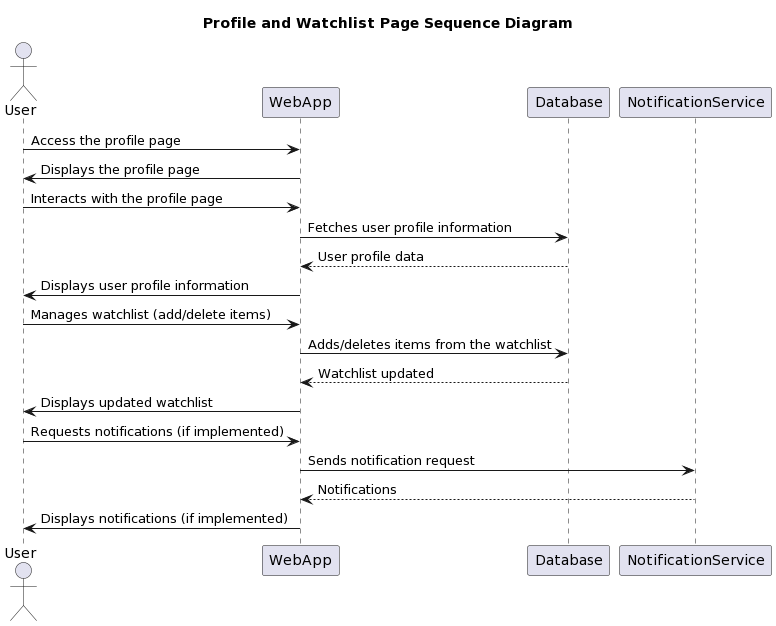 Profile and Watchlist Page Sequence Diagram
User
WebApp
Database
NotificationService
Access the profile page
Displays the profile page
Interacts with the profile page
Fetches user profile information
User profile data
Displays user profile information
Manages watchlist (add/delete items)
Adds/deletes items from the watchlist
Watchlist updated
Displays updated watchlist
Requests notifications (if implemented)
Sends notification request
Notifications
Displays notifications (if implemented)
User
WebApp
Database
NotificationService